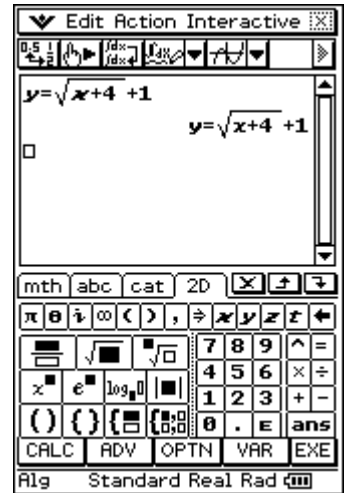 Edit Action Interactive
y=√x+4 +1
y=√x+4 +1
mth abc cat 2D
π θ i ∞ ( ) , ⇒ x y z t ←
√■ ⁿ√□ 7 8 9 ^ =
x■ e■ log■□ |■| 4 5 6 × ÷
1 2 3 + −
( ) { } 0 . E ans
CALC ADV OPTN VAR EXE
Alg Standard Real Rad